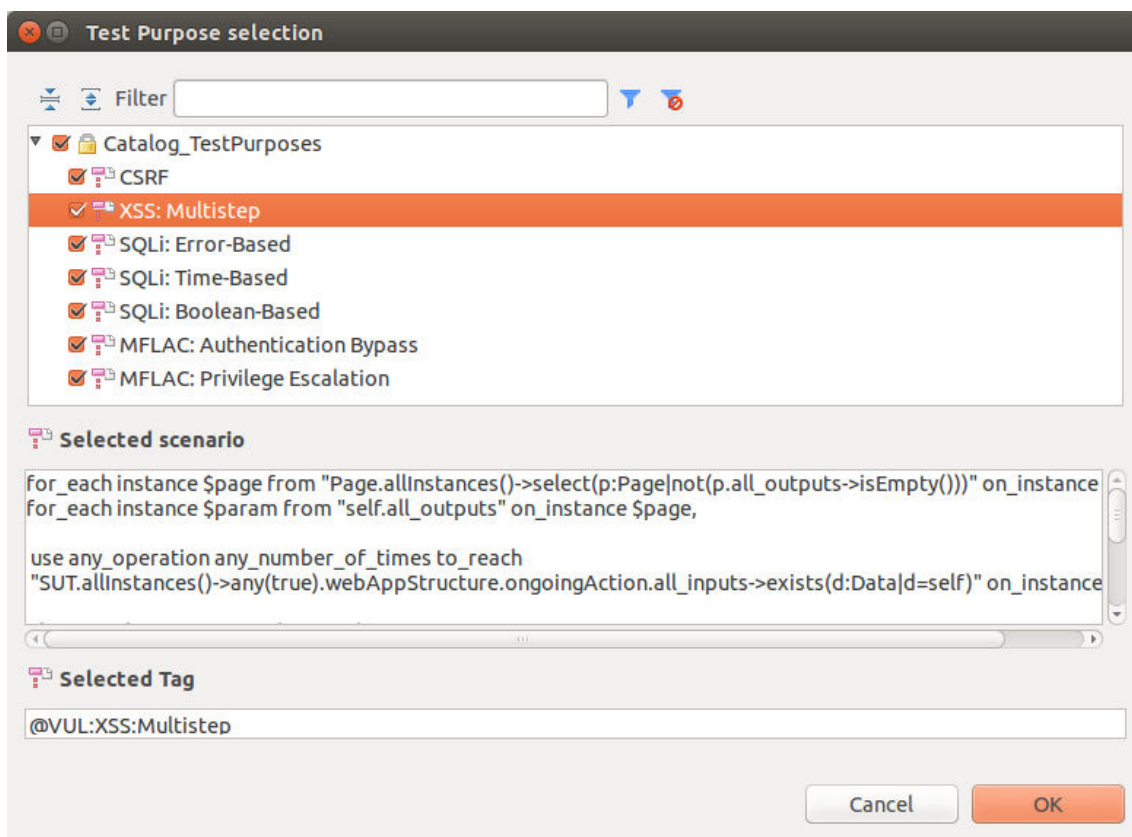 Test Purpose selection
Filter
Catalog_TestPurposes
CSRF
XSS: Multistep
SQLi: Error-Based
SQLi: Time-Based
SQLi: Boolean-Based
MFLAC: Authentication Bypass
MFLAC: Privilege Escalation
Selected scenario
for_each instance $page from "Page.allInstances()->select(p:Page|not(p.all_outputs->isEmpty()))" on_instance
for_each instance $param from "self.all_outputs" on_instance $page,
use any_operation any_number_of_times to_reach
"SUT.allInstances()->any(true).webAppStructure.ongoingAction.all_inputs->exists(d:Data|d=self)" on_instance
Selected Tag
@VUL:XSS:Multistep
Cancel
OK